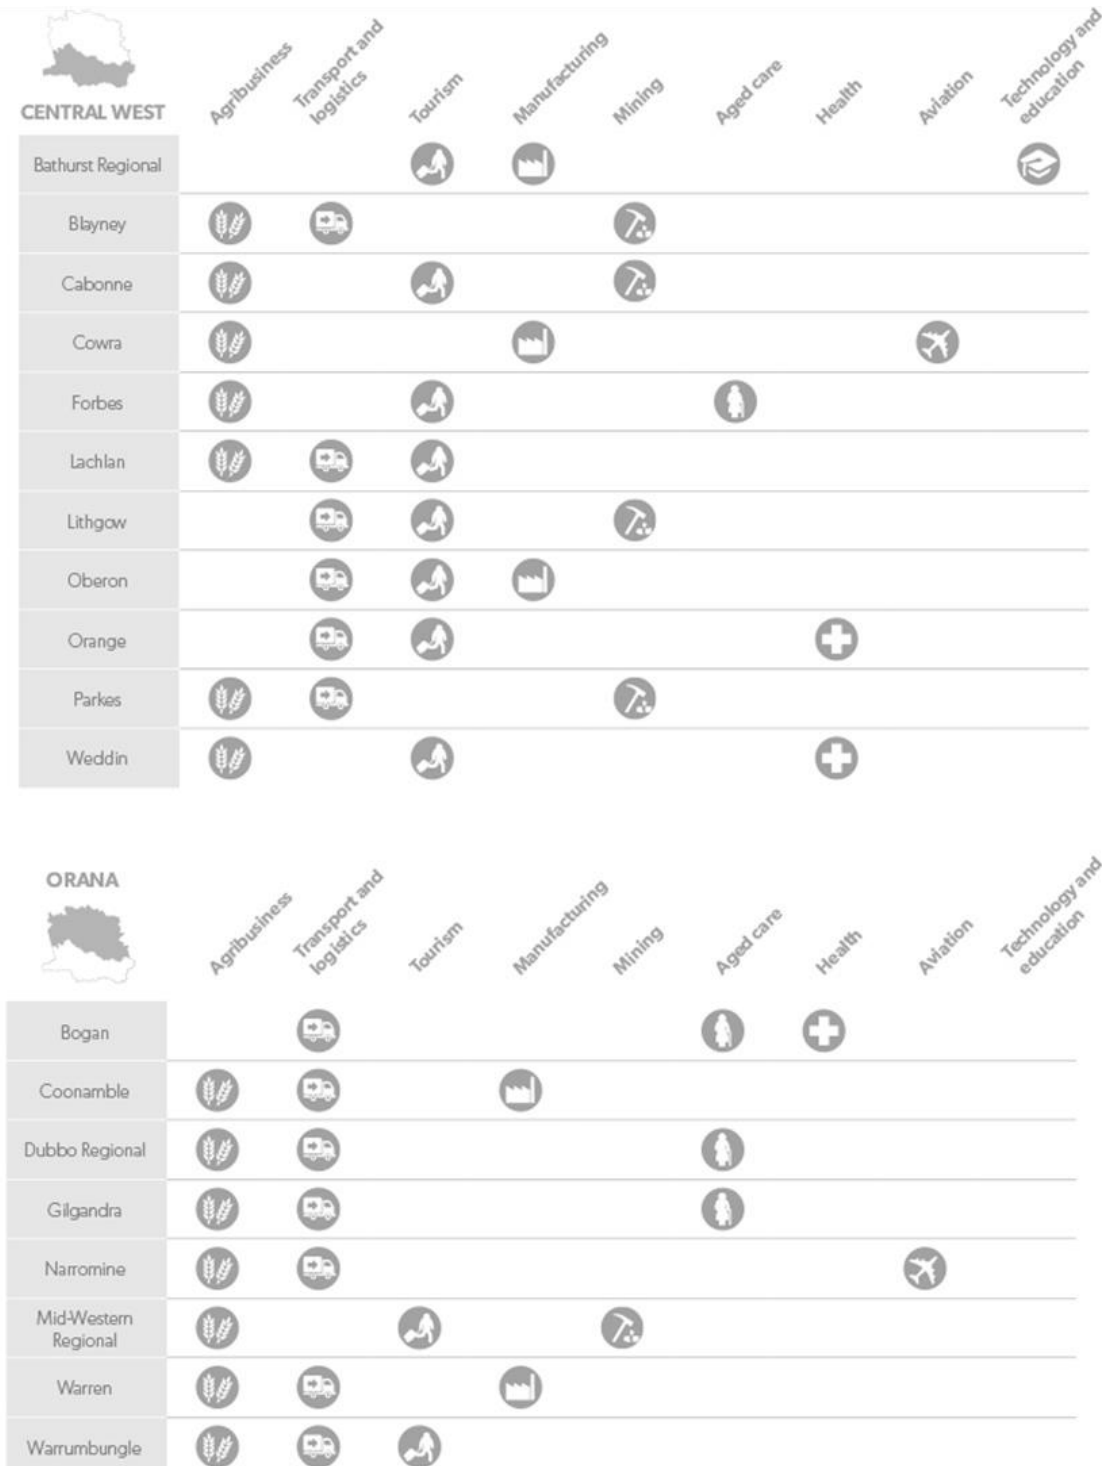 CENTRAL WEST
Agribusiness
Transport and
logistics
Tourism
Manufacturing
Mining
Aged care
Health
Aviation
Technology and
education
Bathurst Regional
Blayney
Cabonne
Cowra
Forbes
Lachlan
Lithgow
Oberon
Orange
Parkes
Weddin
ORANA
Agribusiness
Transport and
logistics
Tourism
Manufacturing
Mining
Aged care
Health
Aviation
Technology and
education
Bogan
Coonamble
Dubbo Regional
Gilgandra
Narromine
Mid-Western
Regional
Warren
Warrumbungle